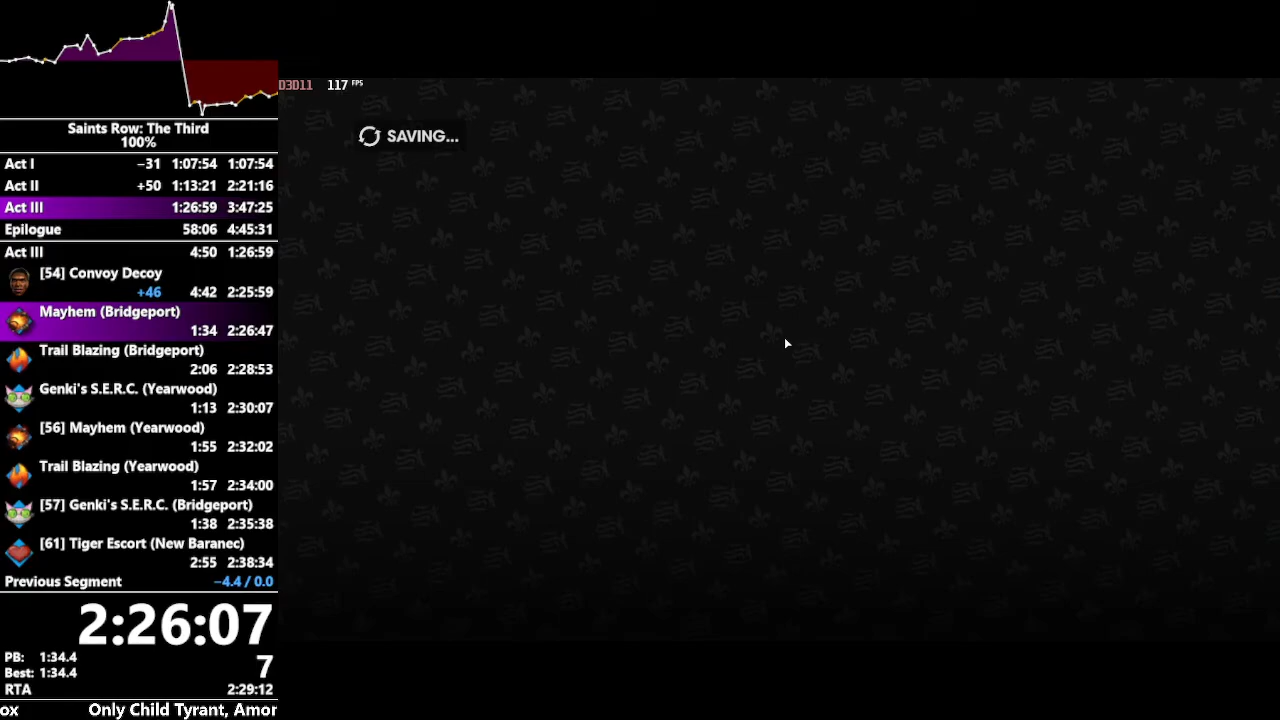 Saints Row: The Third
100%
Act I −31 1:07:54 1:07:54
Act II +50 1:13:21 2:21:16
Act III 1:26:59 3:47:25
Epilogue 58:06 4:45:31
Act III 4:50 1:26:59
[54] Convoy Decoy
+46 4:42 2:25:59
Mayhem (Bridgeport)
1:34 2:26:47
Trail Blazing (Bridgeport)
2:06 2:28:53
Genki's S.E.R.C. (Yearwood)
1:13 2:30:07
[56] Mayhem (Yearwood)
1:55 2:32:02
Trail Blazing (Yearwood)
1:57 2:34:00
[57] Genki's S.E.R.C. (Bridgeport)
1:38 2:35:38
[61] Tiger Escort (New Baranec)
2:55 2:38:34
Previous Segment −4.4 / 0.0
2:26:07
PB: 1:34.4
Best: 1:34.4
7
RTA 2:29:12
ox Only Child Tyrant, Amor
D3D11 117 FPS
SAVING...